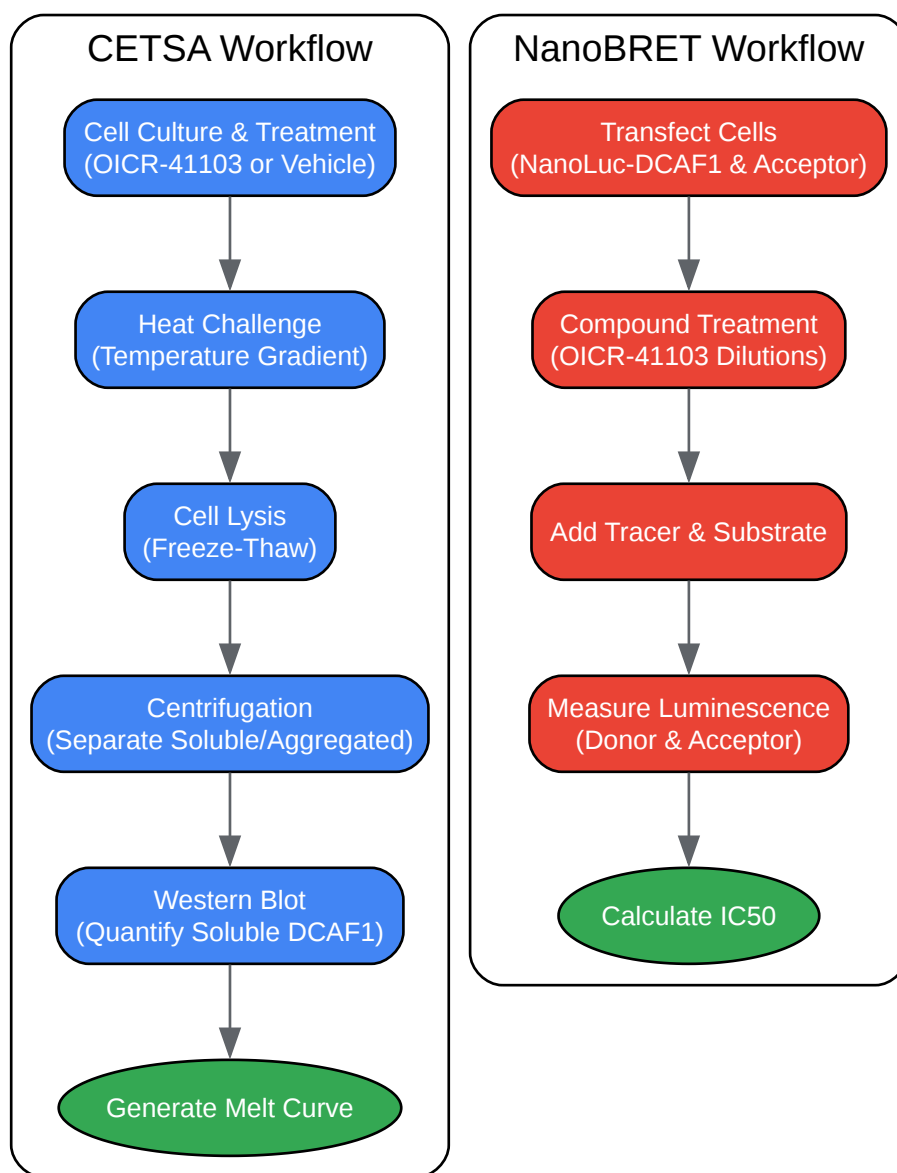 CETSA Workflow
Cell Culture & Treatment
(OICR-41103 or Vehicle)
Heat Challenge
(Temperature Gradient)
Cell Lysis
(Freeze-Thaw)
Centrifugation
(Separate Soluble/Aggregated)
Western Blot
(Quantify Soluble DCAF1)
Generate Melt Curve
NanoBRET Workflow
Transfect Cells
(NanoLuc-DCAF1 & Acceptor)
Compound Treatment
(OICR-41103 Dilutions)
Add Tracer & Substrate
Measure Luminescence
(Donor & Acceptor)
Calculate IC50